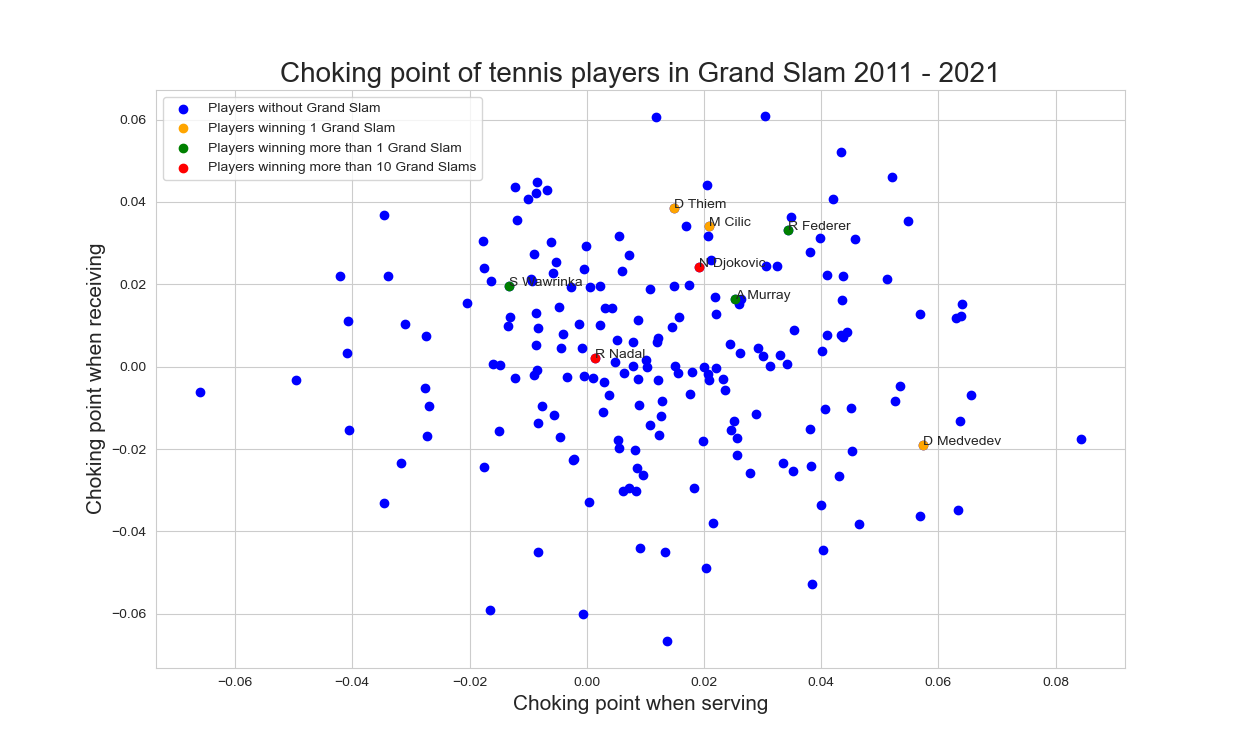 Choking point of tennis players in Grand Slam 2011 - 2021
Players without Grand Slam
Players winning 1 Grand Slam
Players winning more than 1 Grand Slam
Players winning more than 10 Grand Slams
0.06
0.04
0.02
0.00
−0.02
−0.04
−0.06
Choking point when receiving
D Thiem
M Cilic
R Federer
N Djokovic
S Wawrinka
A Murray
R Nadal
D Medvedev
−0.06
−0.04
−0.02
0.00
0.02
0.04
0.06
0.08
Choking point when serving